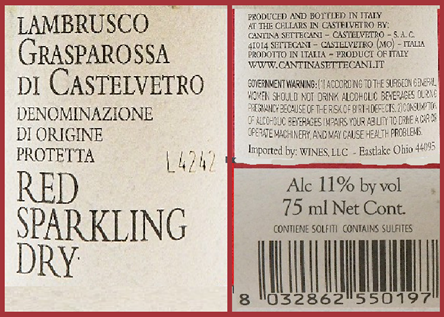 LAMBRUSCO
GRASPAROSSA
DI CASTELVETRO
DENOMINAZIONE
DI ORIGINE
PROTETTA
L4242
RED
SPARKLING
DRY
PRODUCED AND BOTTLED IN ITALY
AT THE CELLARS IN CASTELVETRO BY:
CANTINA SETTECANI – CASTELVETRO – S.A.C.
41014 SETTECANI – CASTELVETRO (MO) – ITALIA
PRODOTTO IN ITALIA – PRODUCT OF ITALY
WWW.CANTINASETTECANI.IT
GOVERNMENT WARNING: (1) ACCORDING TO THE SURGEON GENERAL,
WOMEN SHOULD NOT DRINK ALCOHOLIC BEVERAGES DURING
PREGNANCY BECAUSE OF THE RISK OF BIRTH DEFECTS. (2) CONSUMPTION
OF ALCOHOLIC BEVERAGES IMPAIRS YOUR ABILITY TO DRIVE A CAR OR
OPERATE MACHINERY, AND MAY CAUSE HEALTH PROBLEMS.
Imported by: WINES, LLC - Eastlake Ohio 44095
Alc 11% by vol
75 ml Net Cont.
CONTIENE SOLFITI CONTAINS SULFITES
8 032862 550197